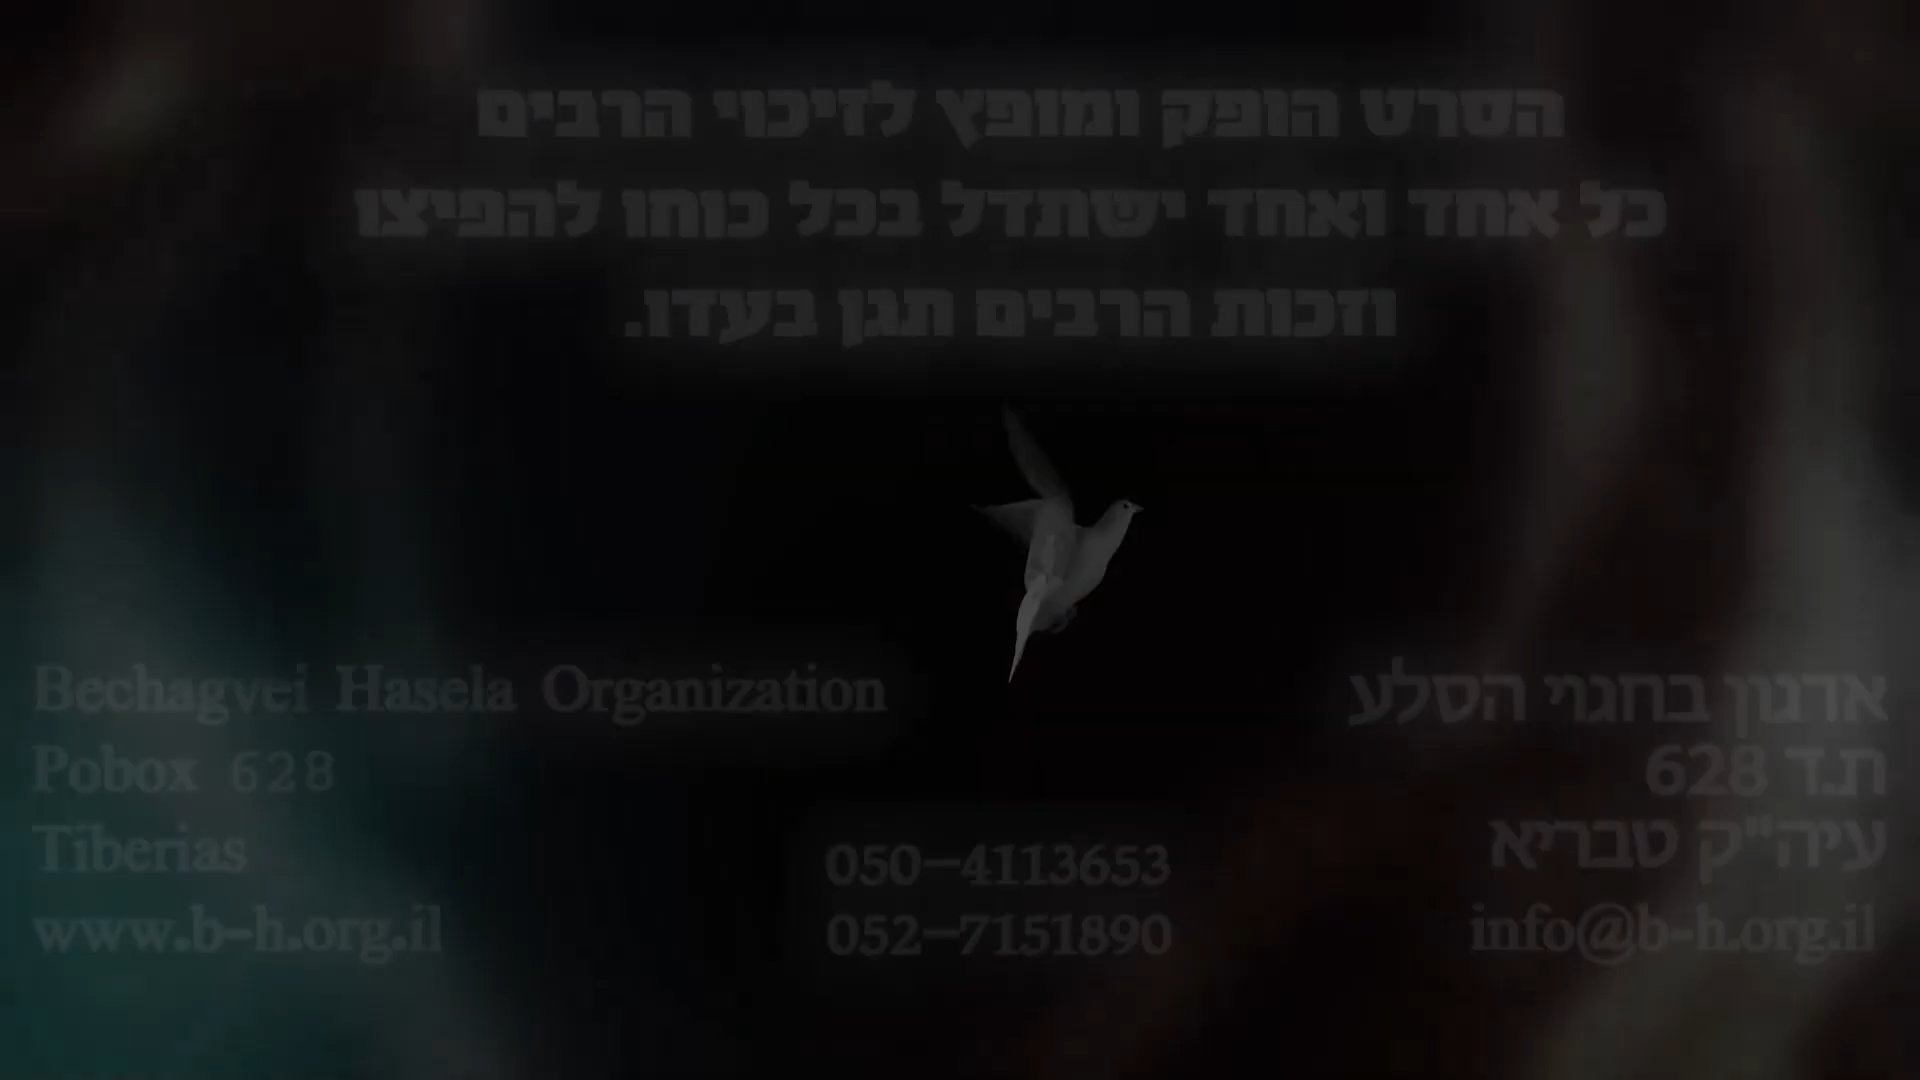 הסרט הופק ומופץ לזיכוי הרבים
כל אחד ואחד ישתדל בכל כוחו להפיצו
וזכות הרבים תגן בעדו.
Bechagvei Hasela Organization
Pobox 628
Tiberias
www.b-h.org.il
050-4113653
052-7151890
ארגון בחגוי הסלע
ת.ד 628
עיה"ק טבריא
info@b-h.org.il